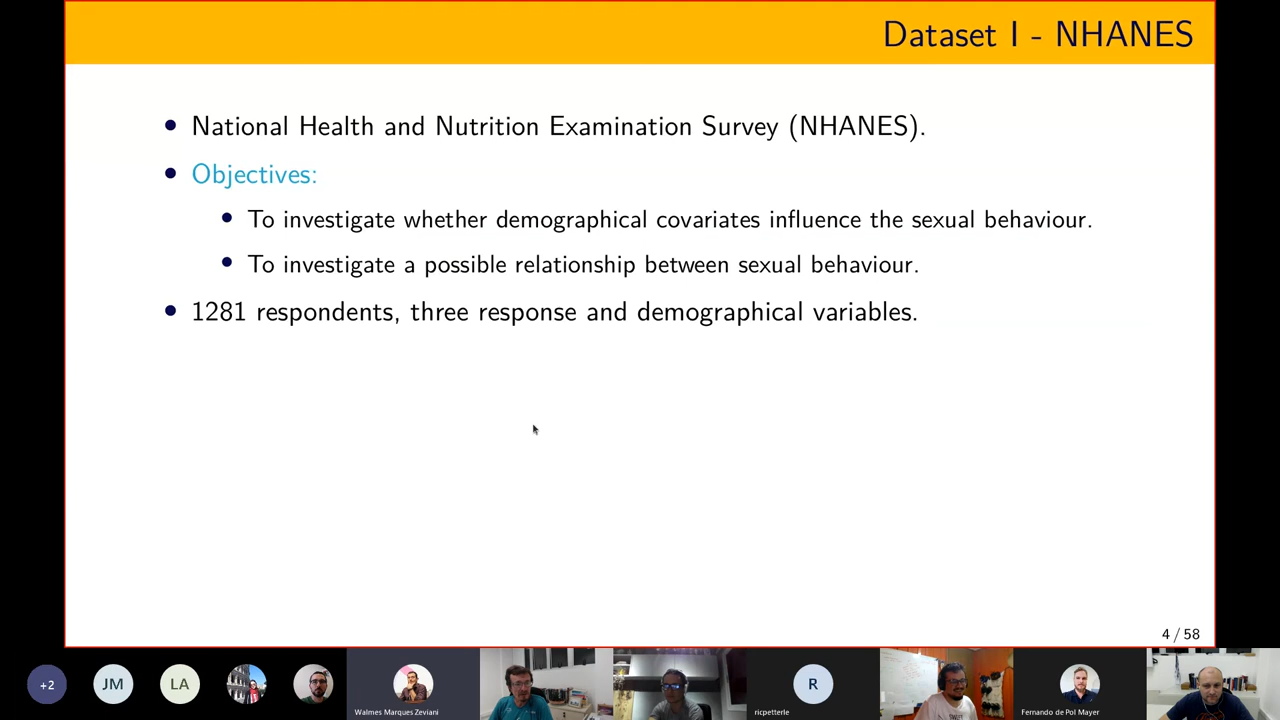 Dataset I - NHANES
National Health and Nutrition Examination Survey (NHANES).
Objectives:
To investigate whether demographical covariates influence the sexual behaviour.
To investigate a possible relationship between sexual behaviour.
1281 respondents, three response and demographical variables.
4 / 58
+2
JM
LA
R
Walmes Marques Zeviani
ricpetterle
Fernando de Pol Mayer